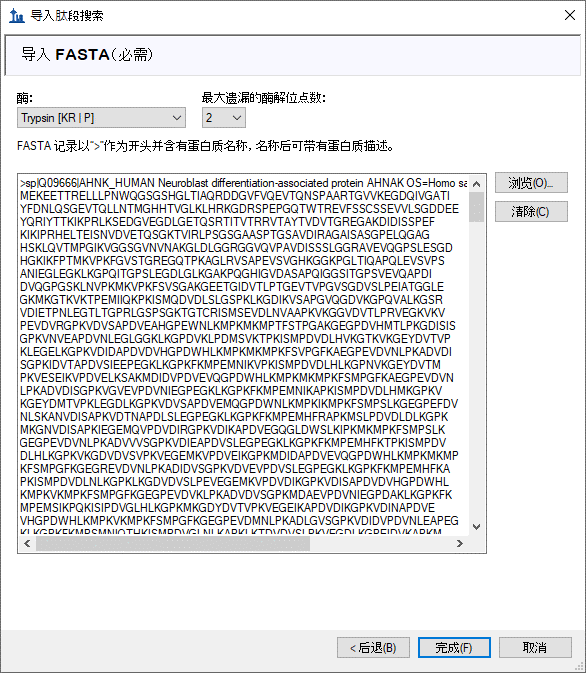 导入肽段搜索
导入 FASTA(必需)
酶:
最大遗漏的酶解位点数:
Trypsin [KR | P]
2
FASTA 记录以">"作为开头并含有蛋白质名称, 名称后可带有蛋白质描述。
>sp|Q09666|AHNK_HUMAN Neuroblast differentiation-associated protein AHNAK OS=Homo sa
MEKEETTRELLLPNWQGSGSHGLTIAQRDDGVFVQEVTQNSPAARTGVVKEGDQIVGATI
YFDNLQSGEVTQLLNTMGHHTVGLKLHRKGDRSPEPGQTWTREVFSSCSSEVVLSGDDEE
YQRIYTTKIKPRLKSEDGVEGDLGETQSRTITVTRRVTAYTVDVTGREGAKDIDISSPEF
KIKIPRHELTEISNVDVETQSGKTVIRLPSGSGAASPTGSAVDIRAGAISASGPELQGAG
HSKLQVTMPGIKVGGSGVNVNAKGLDLGGRGGVQVPAVDISSSLGGRAVEVQGPSLESGD
HGKIKFPTMKVPKFGVSTGREGQTPKAGLRVSAPEVSVGHKGGKPGLTIQAPQLEVSVPS
ANIEGLEGKLKGPQITGPSLEGDLGLKGAKPQGHIGVDASAPQIGGSITGPSVEVQAPDI
DVQGPGSKLNVPKMKVPKFSVSGAKGEETGIDVTLPTGEVTVPGVSGDVSLPEIATGGLE
GKMKGTKVKTPEMIIQKPKISMQDVDLSLGSPKLKGDIKVSAPGVQGDVKGPQVALKGSR
VDIETPNLEGTLTGPRLGSPSGKTGTCRISMSEVDLNVAAPKVKGGVDVTLPRVEGKVKV
PEVDVRGPKVDVSAPDVEAHGPEWNLKMPKMKMPTFSTPGAKGEGPDVHMTLPKGDISIS
GPKVNVEAPDVNLEGLGGKLKGPDVKLPDMSVKTPKISMPDVDLHVKGTKVKGEYDVTVP
KLEGELKGPKVDIDAPDVDVHGPDWHLKMPKMKMPKFSVPGFKAEGPEVDVNLPKADVDI
SGPKIDVTAPDVSIEEPEGKLKGPKFKMPEMNIKVPKISMPDVDLHLKGPNVKGEYDVTM
PKVESEIKVPDVELKSAKMDIDVPDVEVQGPDWHLKMPKMKMPKFSMPGFKAEGPEVDVN
LPKADVDISGPKVGVEVPDVNIEGPEGKLKGPKFKMPEMNIKAPKISMPDVDLHMKGPKV
KGEYDMTVPKLEGDLKGPKVDVSAPDVEMQGPDWNLKMPKIKMPKFSMPSLKGEGPEFDV
NLSKANVDISAPKVDTNAPDLSLEGPEGKLKGPKFKMPEMHFRAPKMSLPDVDLDLKGPK
MKGNVDISAPKIEGEMQVPDVDIRGPKVDIKAPDVEGQGLDWSLKIPKMKMPKFSMPSLK
GEGPEVDVNLPKADVVVSGPKVDIEAPDVSLEGPEGKLKGPKFKMPEMHFKTPKISMPDV
DLHLKGPKVKGDVDVSVPKVEGEMKVPDVEIKGPKMDIDAPDVEVQGPDWHLKMPKMKMP
KFSMPGFKGEGREVDVNLPKADIDVSGPKVDVEVPDVSLEGPEGKLKGPKFKMPEMHFKA
PKISMPDVDLNLKGPKLKGDVDVSLPEVEGEMKVPDVDIKGPKVDISAPDVDVHGPDWHL
KMPKVKMPKFSMPGFKGEGPEVDVKLPKADVDVSGPKMDAEVPDVNIEGPDAKLKGPKFK
MPEMSIKPQKISIPDVGLHLKGPKMKGDYDVTVPKVEGEIKAPDVDIKGPKVDINAPDVE
VHGPDWHLKMPKVKMPKFSMPGFKGEGPEVDMNLPKADLGVSGPKVDIDVPDVNLEAPEG
KLKGPKFKMPSMNIQTHKISMPDVGLNLKAPKLKTDVDVSLPKVEGDLKGPEIDVKAPKM
浏览(O)...
清除(C)
< 后退(B)
完成(F)
取消